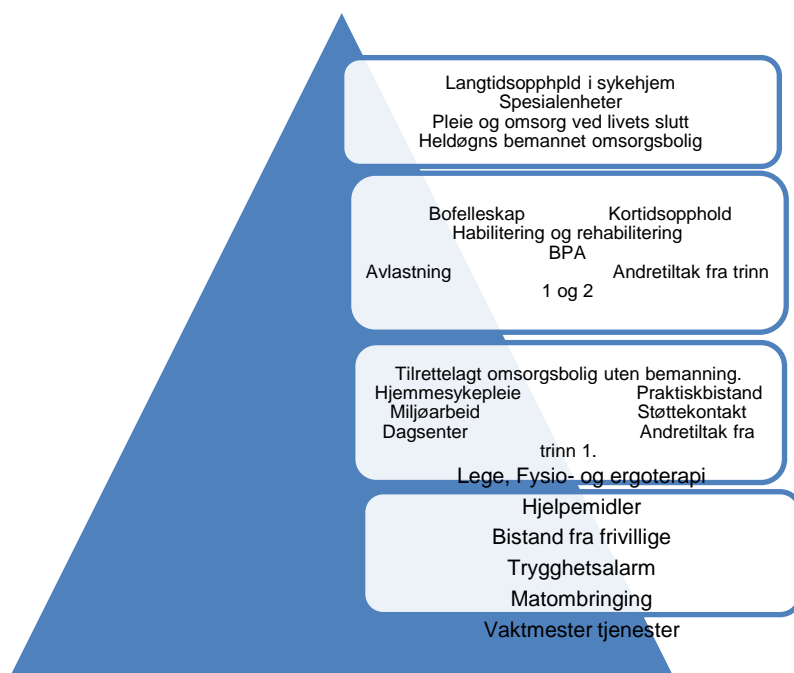 Langtidsopphpld i sykehjem
Spesialenheter
Pleie og omsorg ved livets slutt
Heldøgns bemannet omsorgsbolig
Bofelleskap Kortidsopphold
Habilitering og rehabilitering
BPA
Avlastning Andretiltak fra trinn
1 og 2
Tilrettelagt omsorgsbolig uten bemanning.
Hjemmesykepleie Praktiskbistand
Miljøarbeid Støttekontakt
Dagsenter Andretiltak fra
trinn 1.
Lege, Fysio- og ergoterapi
Hjelpemidler
Bistand fra frivillige
Trygghetsalarm
Matombringing
Vaktmester tjenester